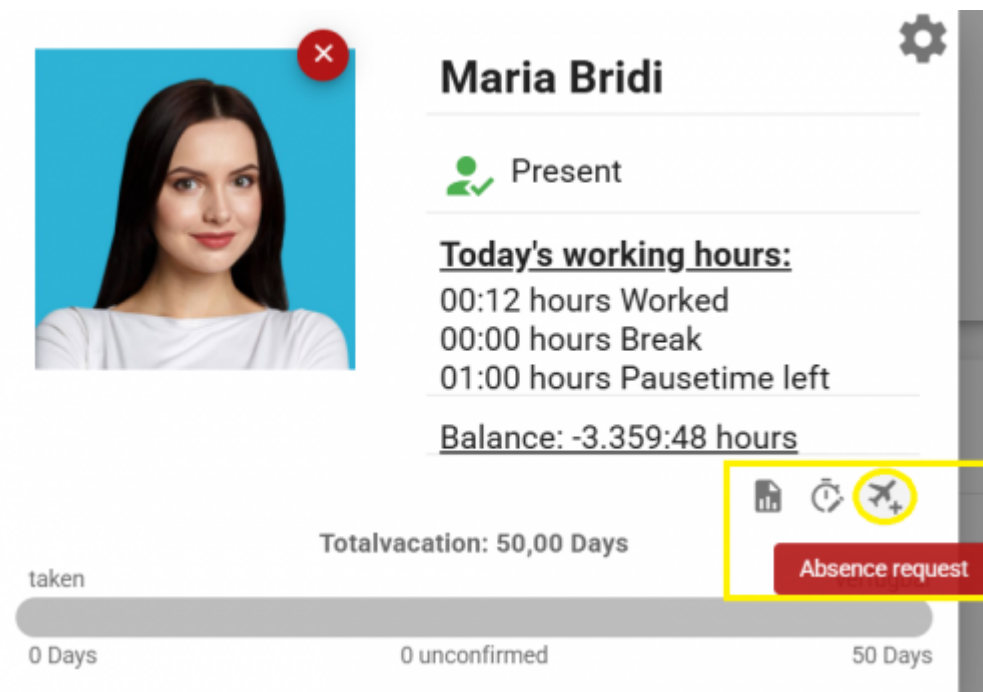 Maria Bridi
Present
Today's working hours:
00:12 hours Worked
00:00 hours Break
01:00 hours Pausetime left
Balance: -3.359:48 hours
Totalvacation: 50,00 Days
Absence request
taken
0 Days
0 unconfirmed
50 Days